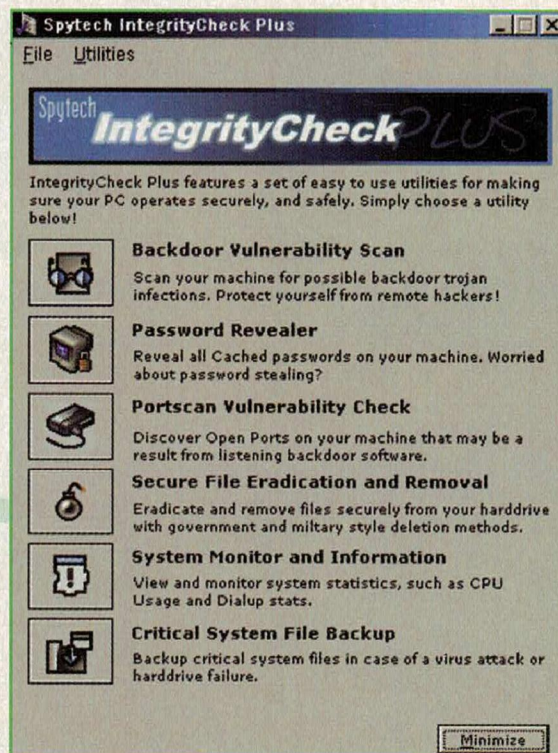 Spytech IntegrityCheck Plus
File Utilities
Spytech
IntegrityCheck PLUS
IntegrityCheck Plus features a set of easy to use utilities for making
sure your PC operates securely, and safely. Simply choose a utility
below!
Backdoor Vulnerability Scan
Scan your machine for possible backdoor trojan
infections. Protect yourself from remote hackers!
Password Revealer
Reveal all Cached passwords on your machine. Worried
about password stealing?
Portscan Vulnerability Check
Discover Open Ports on your machine that may be a
result from listening backdoor software.
Secure File Eradication and Removal
Eradicate and remove files securely from your harddrive
with government and miltary style deletion methods.
System Monitor and Information
View and monitor system statistics, such as CPU
Usage and Dialup stats.
Critical System File Backup
Backup critical system files in case of a virus attack or
harddrive failure.
Minimize